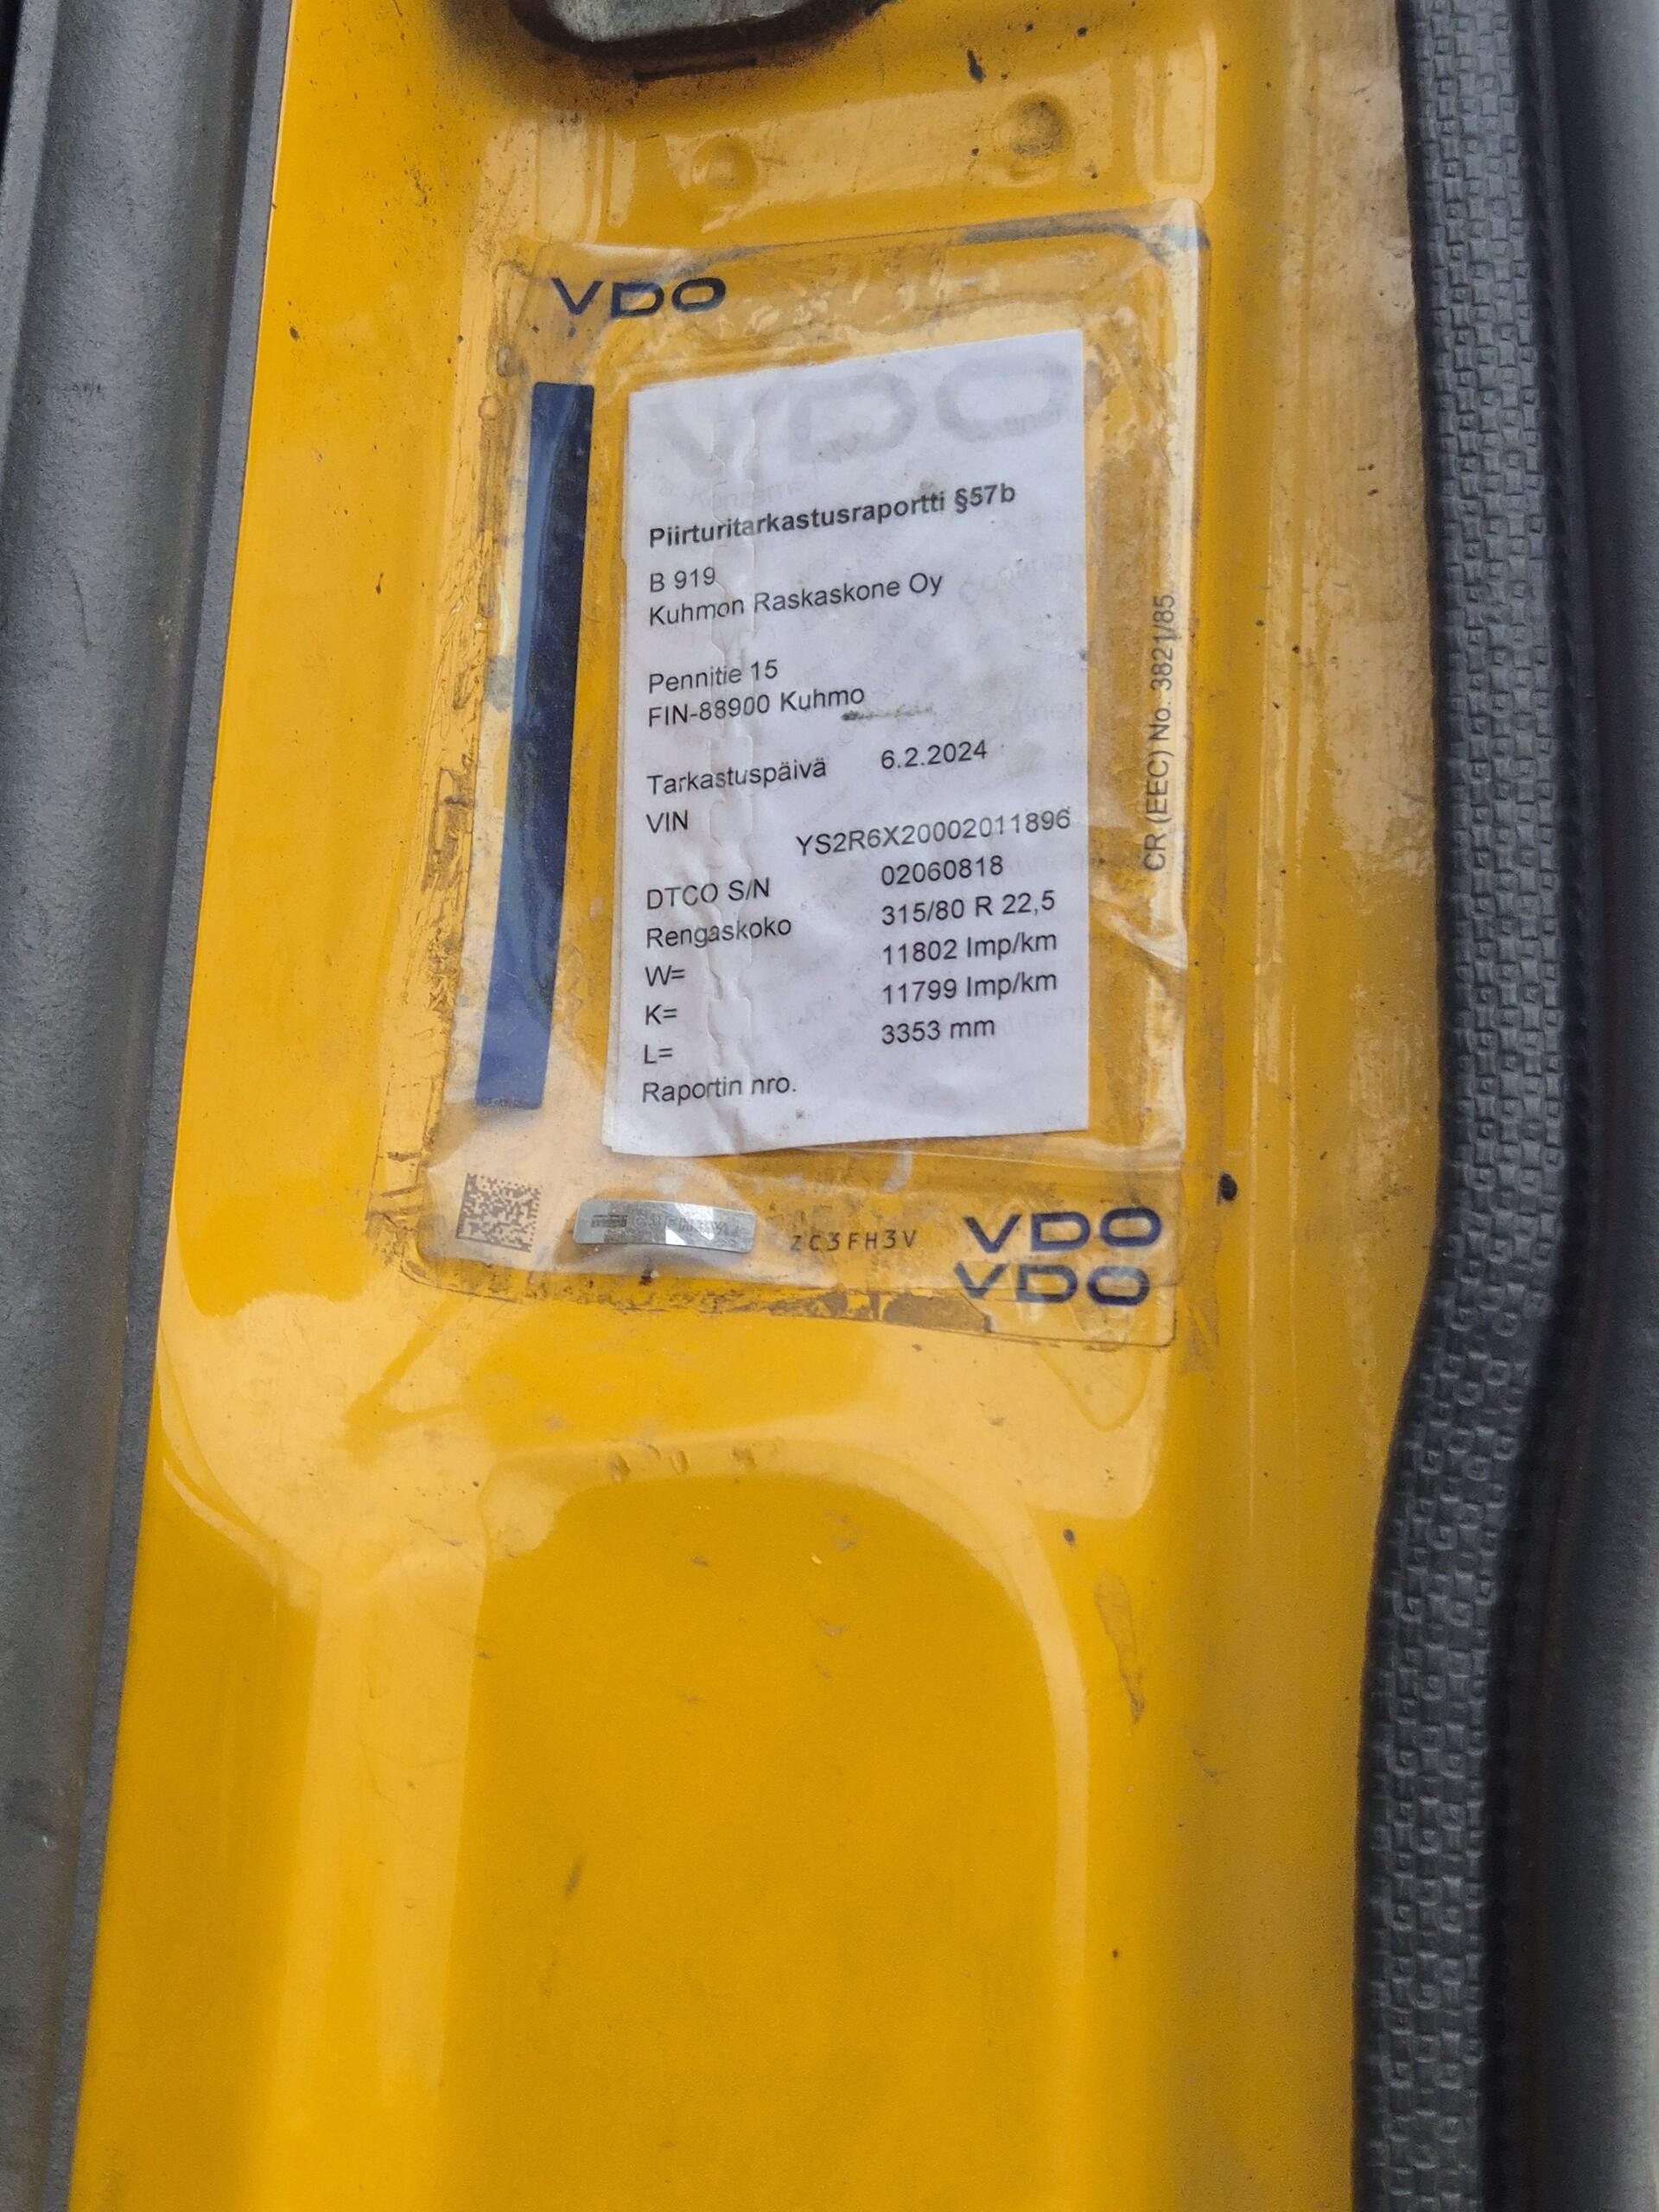 VDO
VDO
Piirturitarkastusraportti §57b
B 919
Kuhmon Raskaskone Oy
Pennitie 15
FIN-88900 Kuhmo
Tarkastuspäivä 6.2.2024
VIN YS2R6X20002011896
DTCO S/N 02060818
Rengaskoko 315/80 R 22,5
W= 11802 Imp/km
K= 11799 Imp/km
L= 3353 mm
Raportin nro.
CR (EEC) No. 3821/85
ZC3FH3V
VDO
VDO